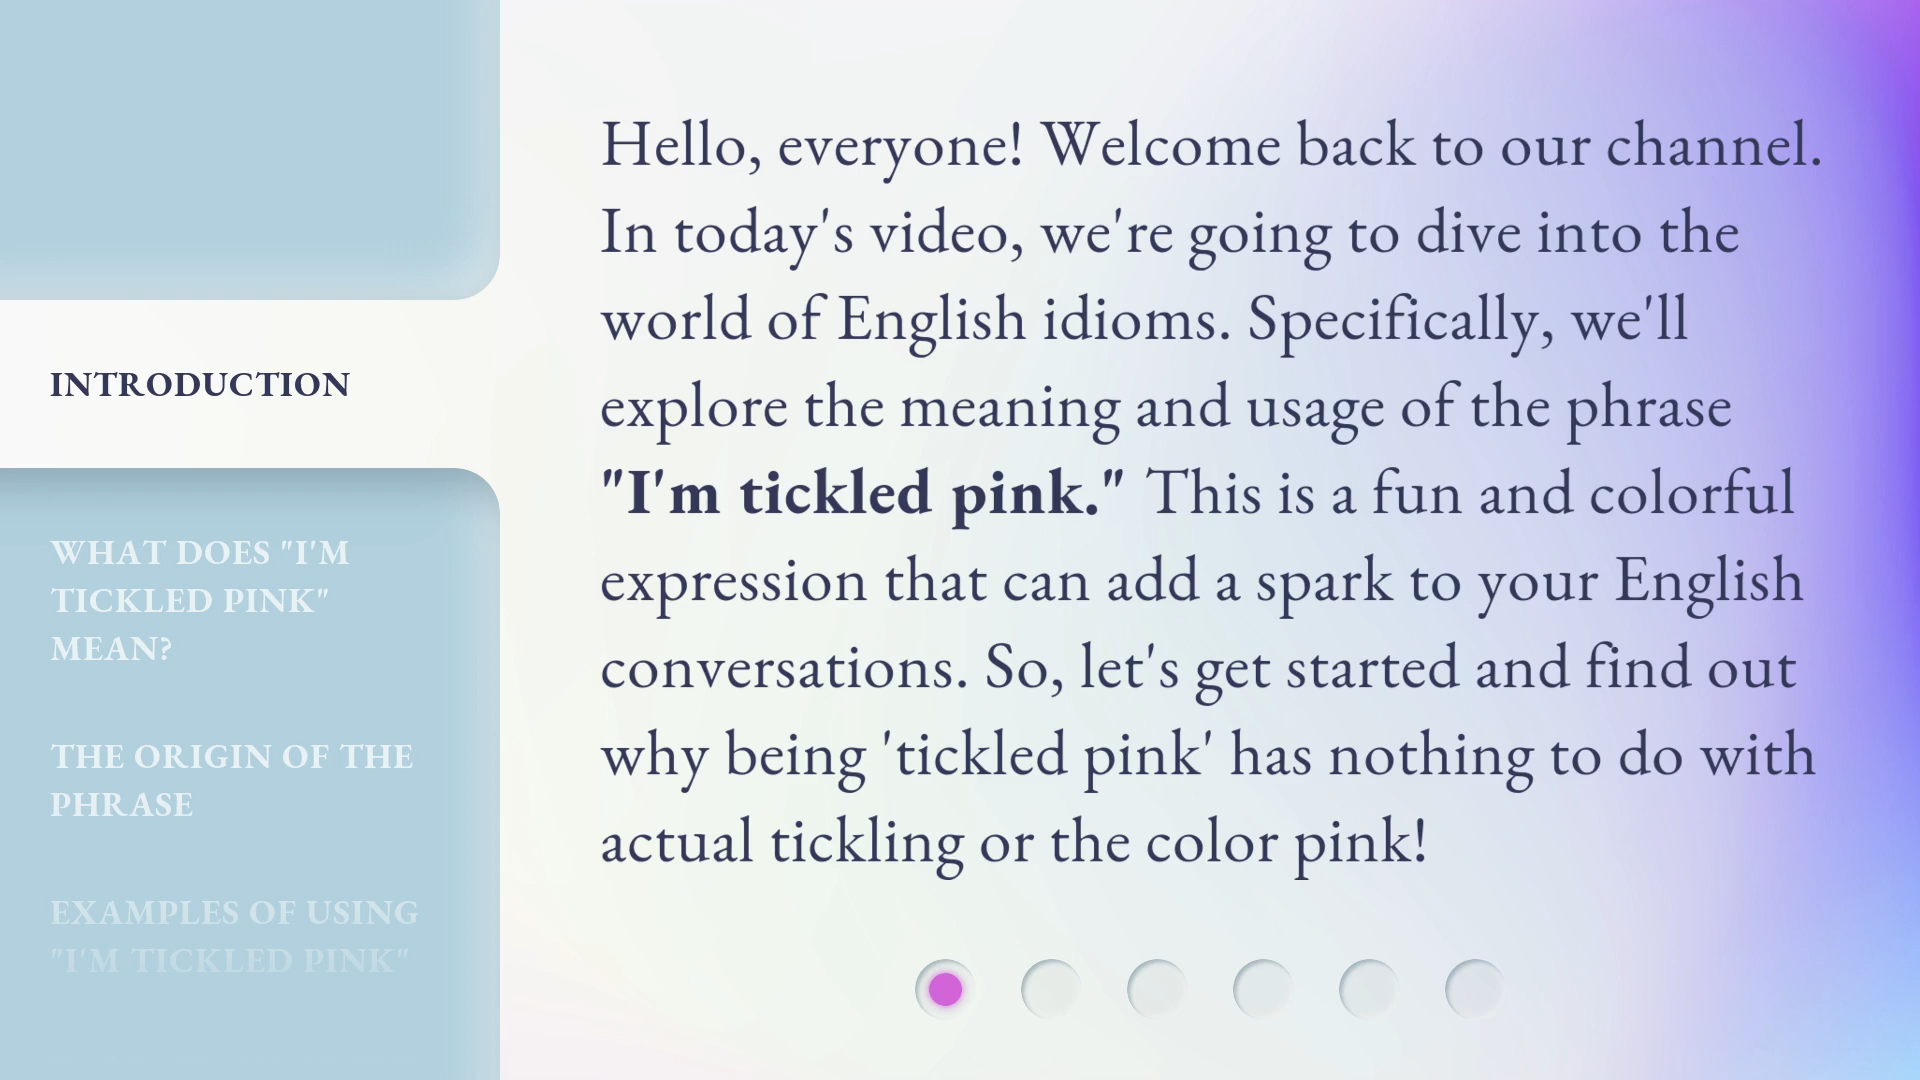 INTRODUCTION
WHAT DOES "I'M
TICKLED PINK"
MEAN?
THE ORIGIN OF THE
PHRASE
EXAMPLES OF USING
"I'M TICKLED PINK"
Hello, everyone! Welcome back to our channel.
In today's video, we're going to dive into the
world of English idioms. Specifically, we'll
explore the meaning and usage of the phrase
"I'm tickled pink." This is a fun and colorful
expression that can add a spark to your English
conversations. So, let's get started and find out
why being 'tickled pink' has nothing to do with
actual tickling or the color pink!